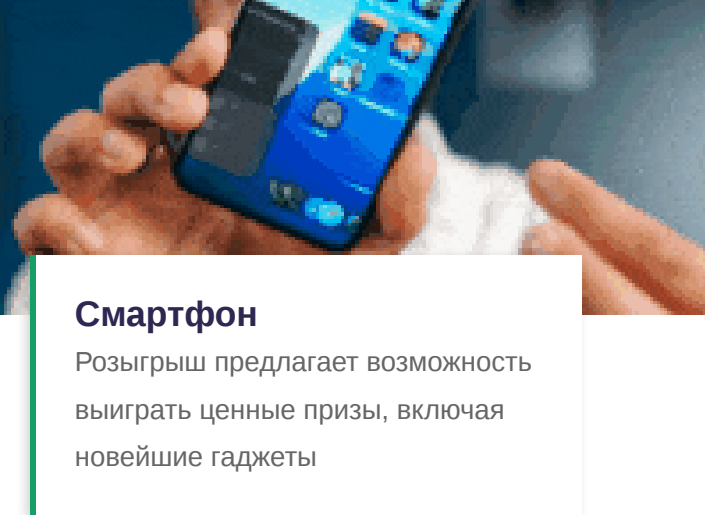 Смартфон
Розыгрыш предлагает возможность
выиграть ценные призы, включая
новейшие гаджеты